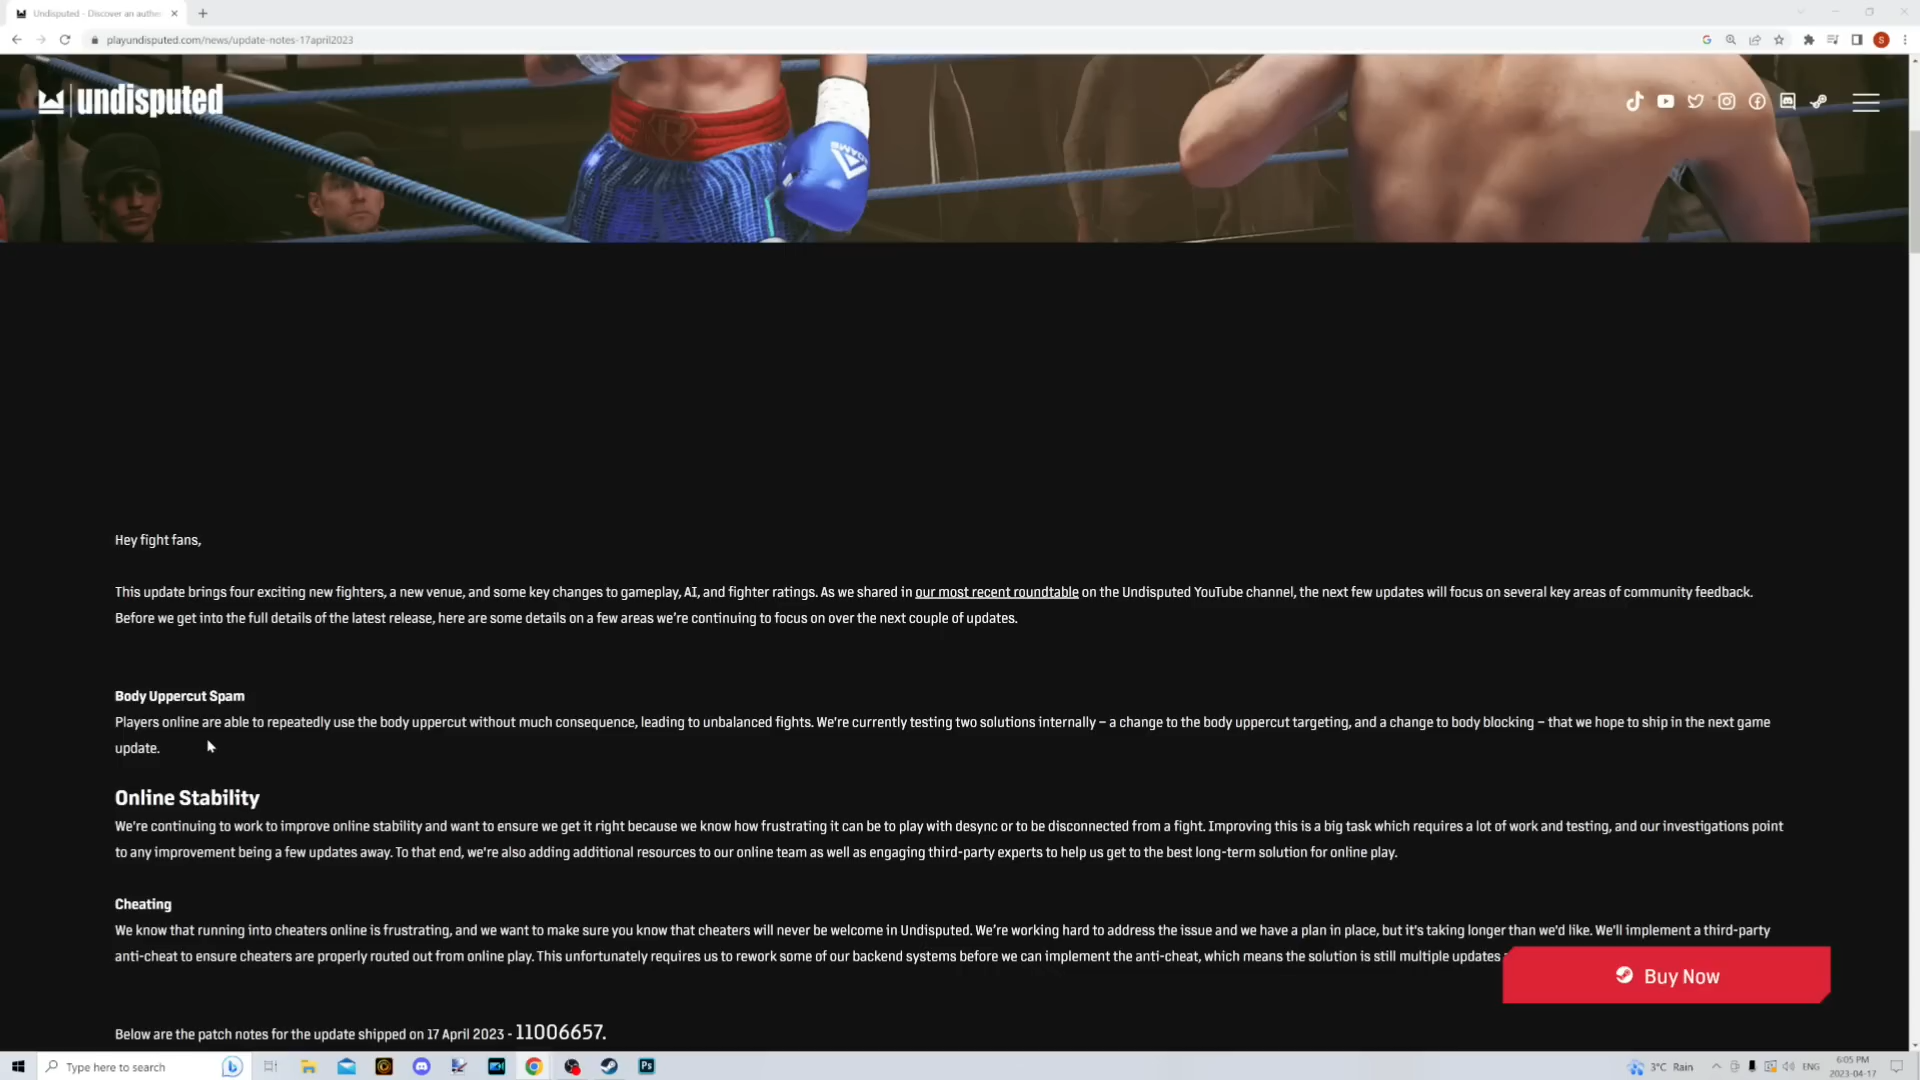 Undisputed - Discover an authe
playundisputed.com/news/update-notes-17april2023
S
undisputed
ADAMS
Hey fight fans,
This update brings four exciting new fighters, a new venue, and some key changes to gameplay, AI, and fighter ratings. As we shared in our most recent roundtable on the Undisputed YouTube channel, the next few updates will focus on several key areas of community feedback.
Before we get into the full details of the latest release, here are some details on a few areas we're continuing to focus on over the next couple of updates.
Body Uppercut Spam
Players online are able to repeatedly use the body uppercut without much consequence, leading to unbalanced fights. We're currently testing two solutions internally – a change to the body uppercut targeting, and a change to body blocking – that we hope to ship in the next game
update.
Online Stability
We're continuing to work to improve online stability and want to ensure we get it right because we know how frustrating it can be to play with desync or to be disconnected from a fight. Improving this is a big task which requires a lot of work and testing, and our investigations point
to any improvement being a few updates away. To that end, we're also adding additional resources to our online team as well as engaging third-party experts to help us get to the best long-term solution for online play.
Cheating
We know that running into cheaters online is frustrating, and we want to make sure you know that cheaters will never be welcome in Undisputed. We're working hard to address the issue and we have a plan in place, but it's taking longer than we'd like. We'll implement a third-party
anti-cheat to ensure cheaters are properly routed out from online play. This unfortunately requires us to rework some of our backend systems before we can implement the anti-cheat, which means the solution is still multiple updates
Buy Now
Below are the patch notes for the update shipped on 17 April 2023 - 11006657.
Type here to search
Ps
3°C Rain
ENG
6:05 PM
2023-04-17